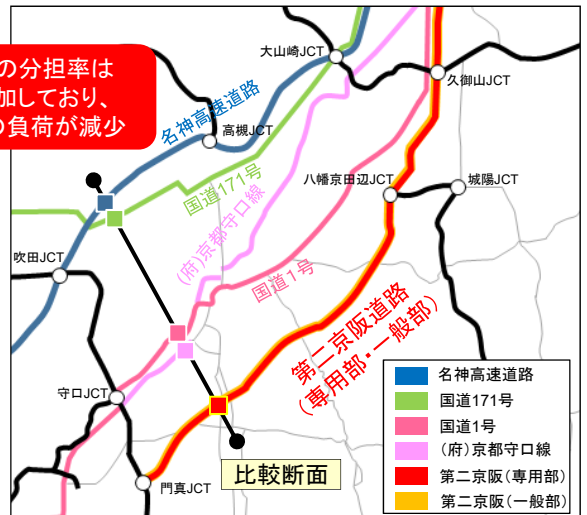 の分担率は
加しており、
の負荷が減少
大山崎JCT
久御山JCT
名神高速道路
高槻JCT
国道171号
八幡京田辺JCT
城陽JCT
(府)京都守口線
吹田JCT
国道1号
第二京阪道路
(専用部・一般部)
守口JCT
門真JCT
比較断面
名神高速道路
国道171号
国道1号
(府)京都守口線
第二京阪(専用部)
第二京阪(一般部)